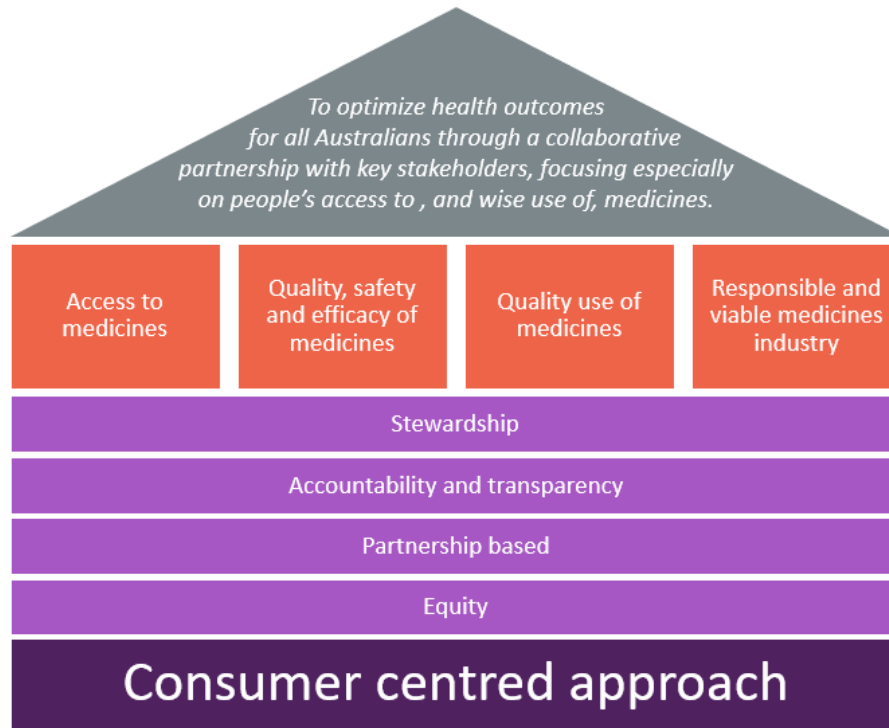 To optimize health outcomes
for all Australians through a collaborative
partnership with key stakeholders, focusing especially
on people's access to , and wise use of, medicines.
Access to
medicines
Quality, safety
and efficacy of
medicines
Quality use of
medicines
Responsible and
viable medicines
industry
Stewardship
Accountability and transparency
Partnership based
Equity
Consumer centred approach